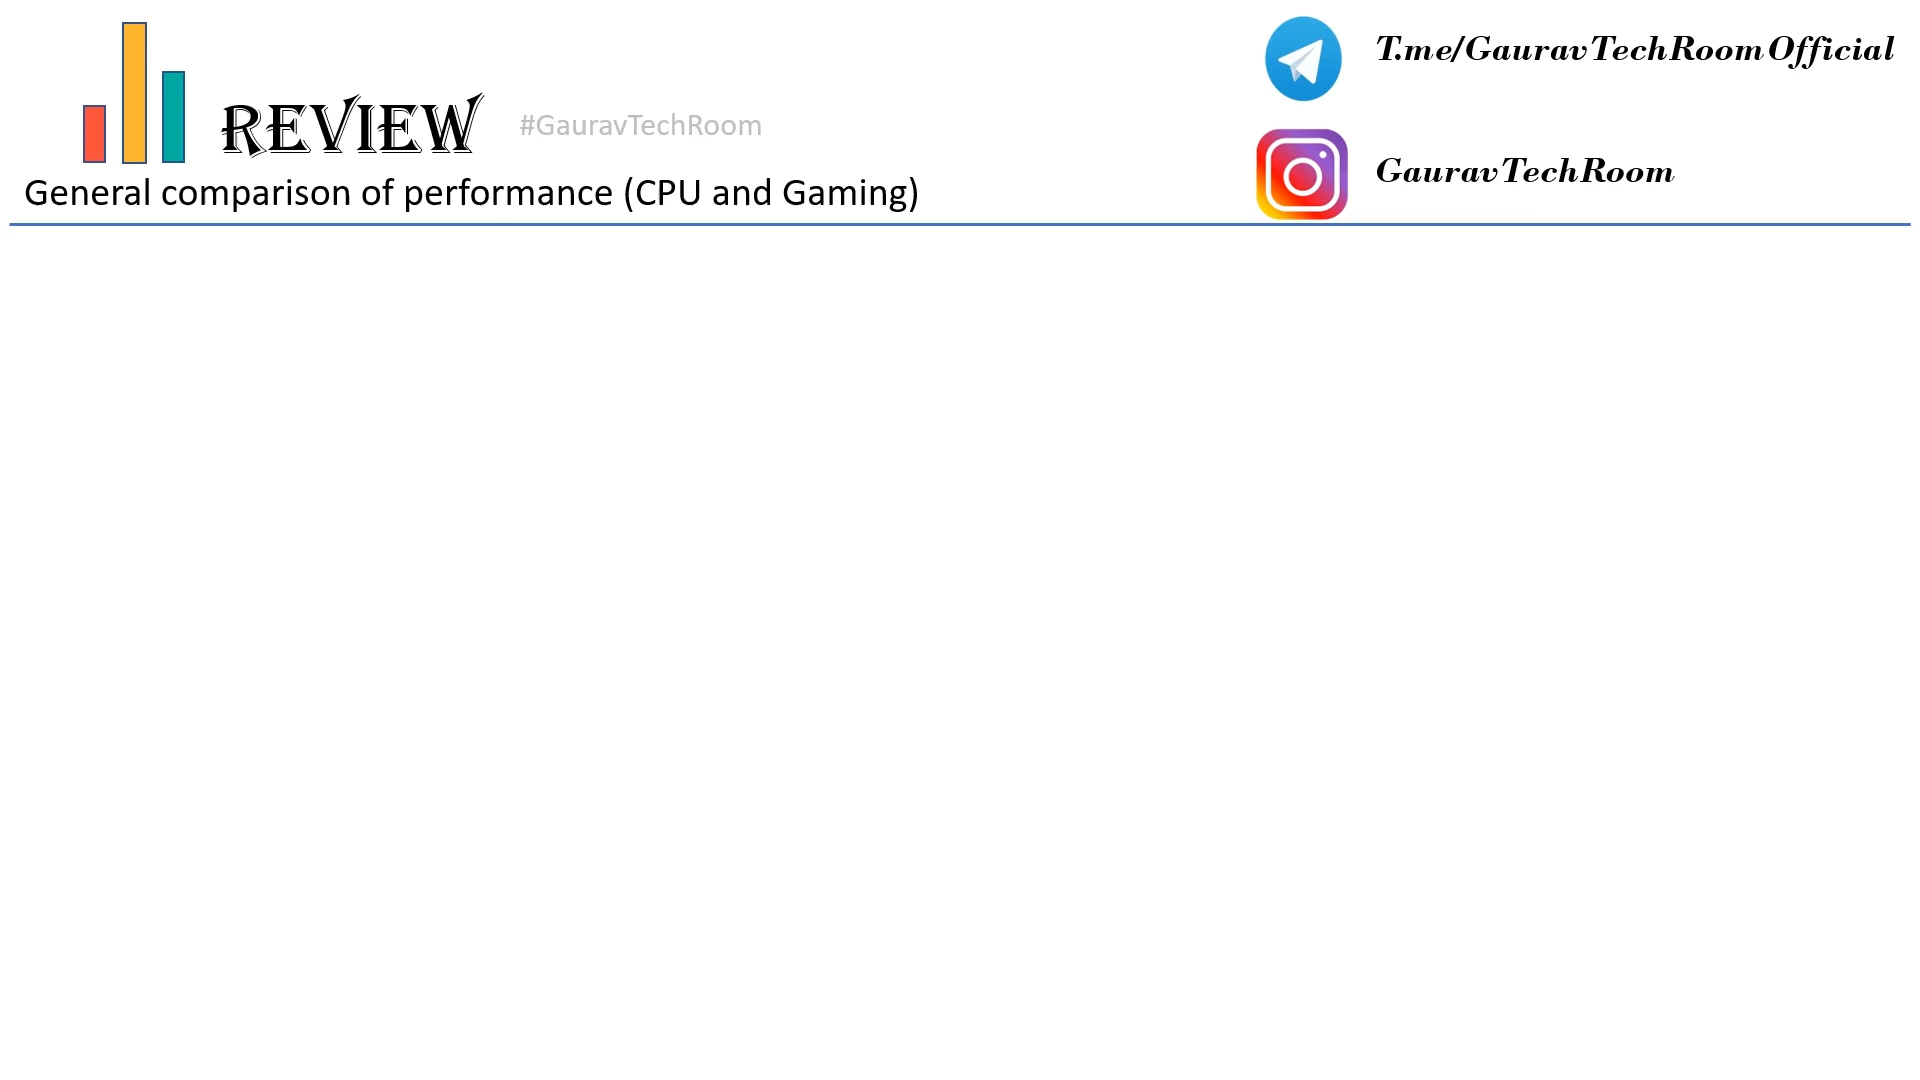 REVIEW #GauravTechRoom
General comparison of performance (CPU and Gaming)
T.me/GauravTechRoomOfficial
GauravTechRoom